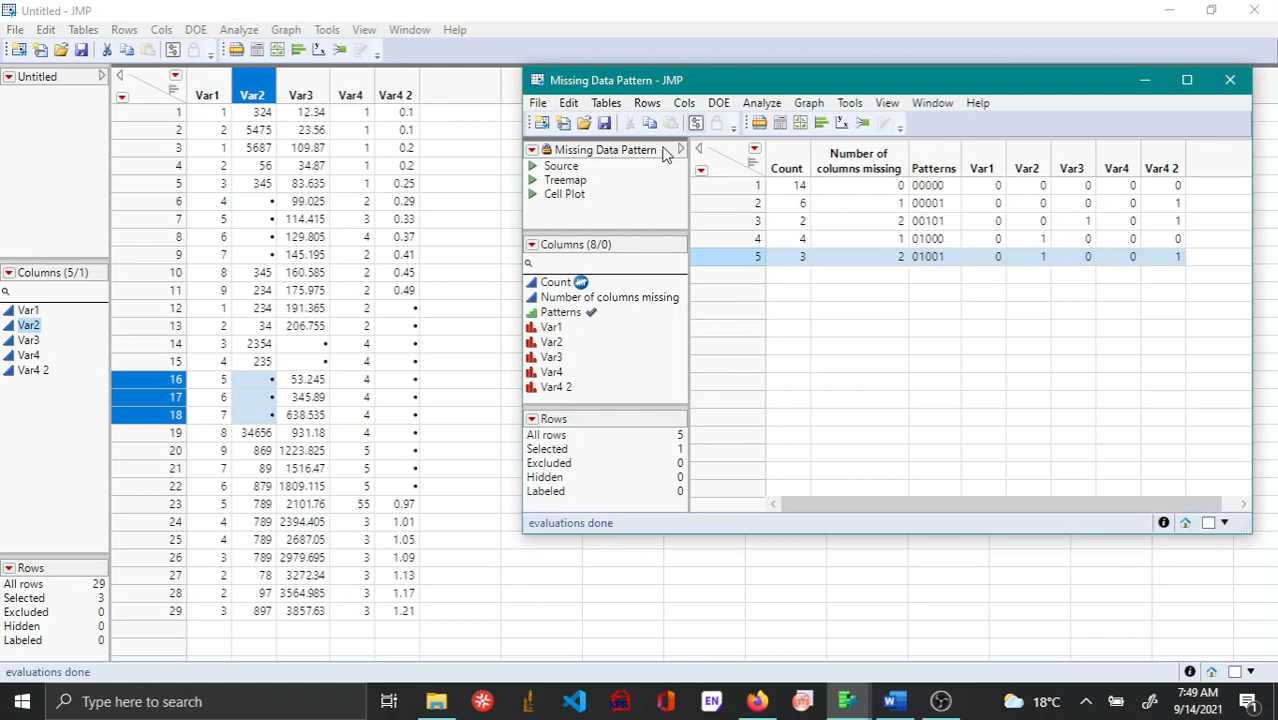 Untitled - JMP
File Edit Tables Rows Cols DOE Analyze Graph Tools View Window Help
Untitled
Columns (5/1)
Var1
Var2
Var3
Var4
Var4 2
Rows
All rows 29
Selected 3
Excluded 0
Hidden 0
Labeled 0
Var1 Var2 Var3 Var4 Var4 2
1 1 324 12.34 1 0.1
2 2 5475 23.56 1 0.1
3 1 5687 109.87 1 0.2
4 2 56 34.87 1 0.2
5 3 345 83.635 1 0.25
6 4 • 99.025 2 0.29
7 5 • 114.415 3 0.33
8 6 • 129.805 4 0.37
9 7 • 145.195 2 0.41
10 8 345 160.585 2 0.45
11 9 234 175.975 2 0.49
12 1 234 191.365 2 •
13 2 34 206.755 2 •
14 3 2354 • 4 •
15 4 235 • 4 •
16 5 • 53.245 4 •
17 6 • 345.89 4 •
18 7 • 638.535 4 •
19 8 34656 931.18 4 •
20 9 869 1223.825 5 •
21 7 89 1516.47 5 •
22 6 879 1809.115 5 •
23 5 789 2101.76 55 0.97
24 4 789 2394.405 3 1.01
25 4 789 2687.05 3 1.05
26 3 789 2979.695 3 1.09
27 2 78 3272.34 3 1.13
28 2 97 3564.985 3 1.17
29 3 897 3857.63 3 1.21
Missing Data Pattern - JMP
File Edit Tables Rows Cols DOE Analyze Graph Tools View Window Help
Missing Data Pattern
Source
Treemap
Cell Plot
Columns (8/0)
Count
Number of columns missing
Patterns
Var1
Var2
Var3
Var4
Var4 2
Rows
All rows 5
Selected 1
Excluded 0
Hidden 0
Labeled 0
Count Number of columns missing Patterns Var1 Var2 Var3 Var4 Var4 2
1 14 0 00000 0 0 0 0 0
2 6 1 00001 0 0 0 0 1
3 2 2 00101 0 0 1 0 1
4 4 1 01000 0 1 0 0 0
5 3 2 01001 0 1 0 0 1
evaluations done
evaluations done
Type here to search
EN
18°C
7:49 AM
9/14/2021
1